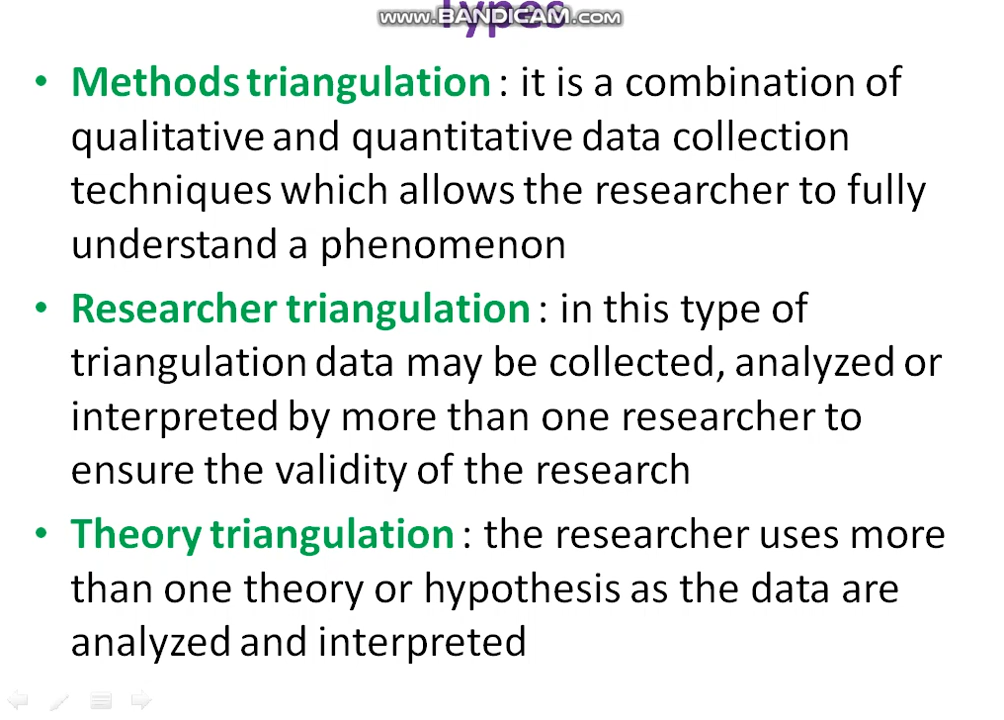 www.BANDICAM.com
Types
• Methods triangulation : it is a combination of
qualitative and quantitative data collection
techniques which allows the researcher to fully
understand a phenomenon
• Researcher triangulation : in this type of
triangulation data may be collected, analyzed or
interpreted by more than one researcher to
ensure the validity of the research
• Theory triangulation : the researcher uses more
than one theory or hypothesis as the data are
analyzed and interpreted